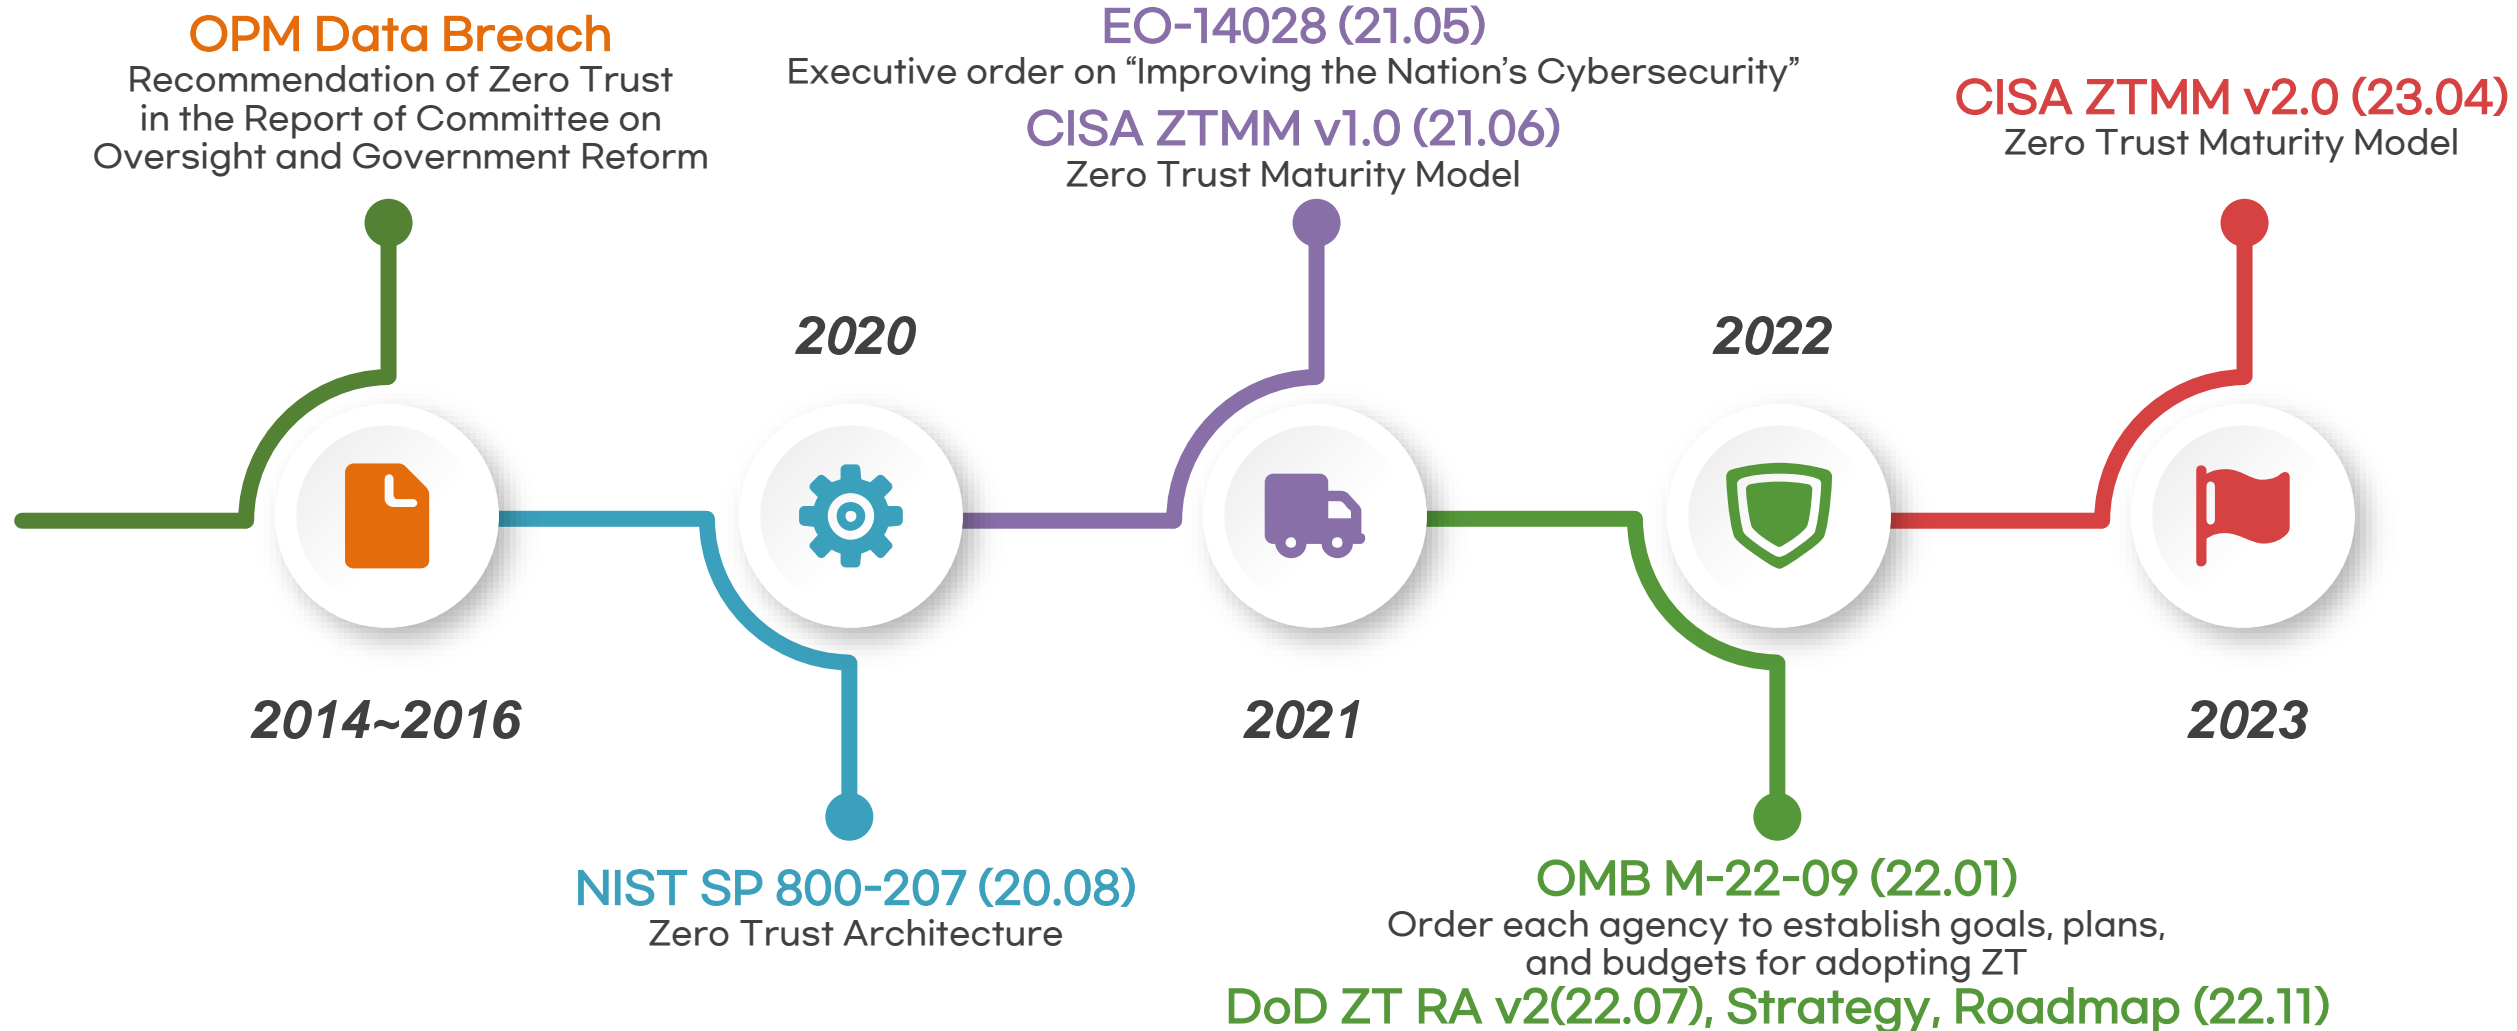 OPM Data Breach
Recommendation of Zero Trust
in the Report of Committee on
Oversight and Government Reform
2014~2016
2020
NIST SP 800-207 (20.08)
Zero Trust Architecture
EO-14028 (21.05)
Executive order on “Improving the Nation’s Cybersecurity”
CISA ZTMM v1.0 (21.06)
Zero Trust Maturity Model
2021
2022
OMB M-22-09 (22.01)
Order each agency to establish goals, plans,
and budgets for adopting ZT
DoD ZT RA v2(22.07), Strategy, Roadmap (22.11)
CISA ZTMM v2.0 (23.04)
Zero Trust Maturity Model
2023